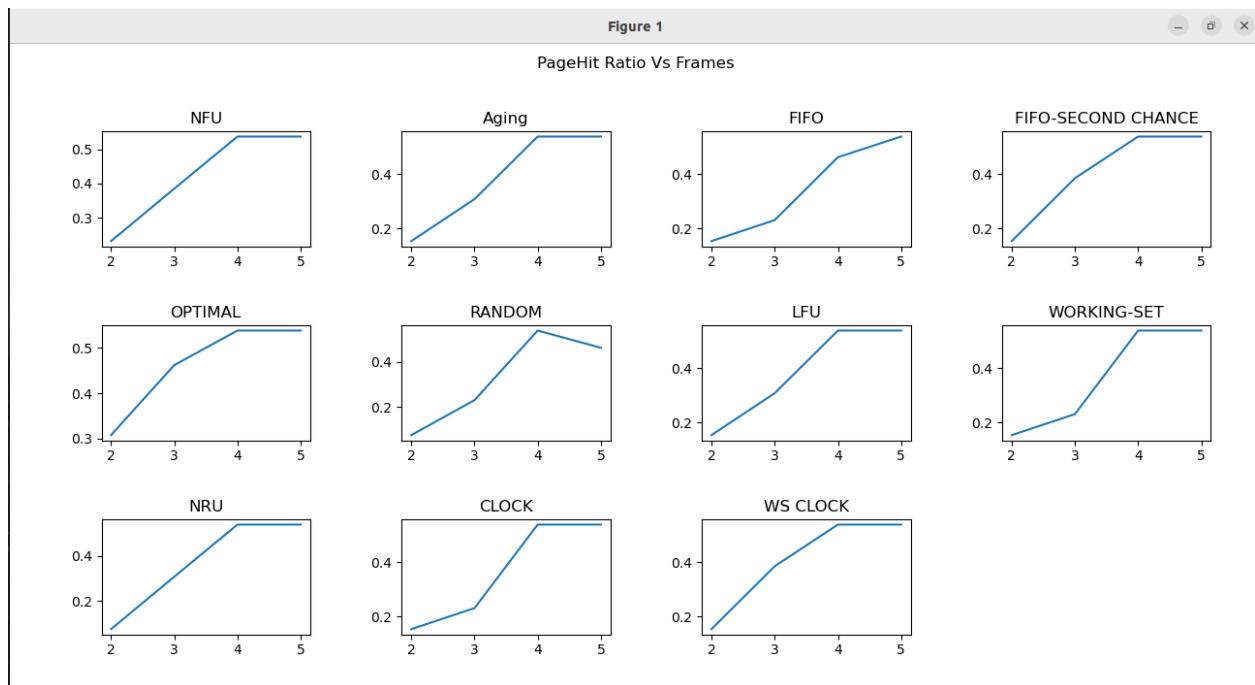 Figure 1
PageHit Ratio Vs Frames
NFU
0.5
0.4
0.3
2 3 4 5
Aging
0.4
0.2
2 3 4 5
FIFO
0.4
0.2
2 3 4 5
FIFO-SECOND CHANCE
0.4
0.2
2 3 4 5
OPTIMAL
0.5
0.4
0.3
2 3 4 5
RANDOM
0.4
0.2
2 3 4 5
LFU
0.4
0.2
2 3 4 5
WORKING-SET
0.4
0.2
2 3 4 5
NRU
0.4
0.2
2 3 4 5
CLOCK
0.4
0.2
2 3 4 5
WS CLOCK
0.4
0.2
2 3 4 5